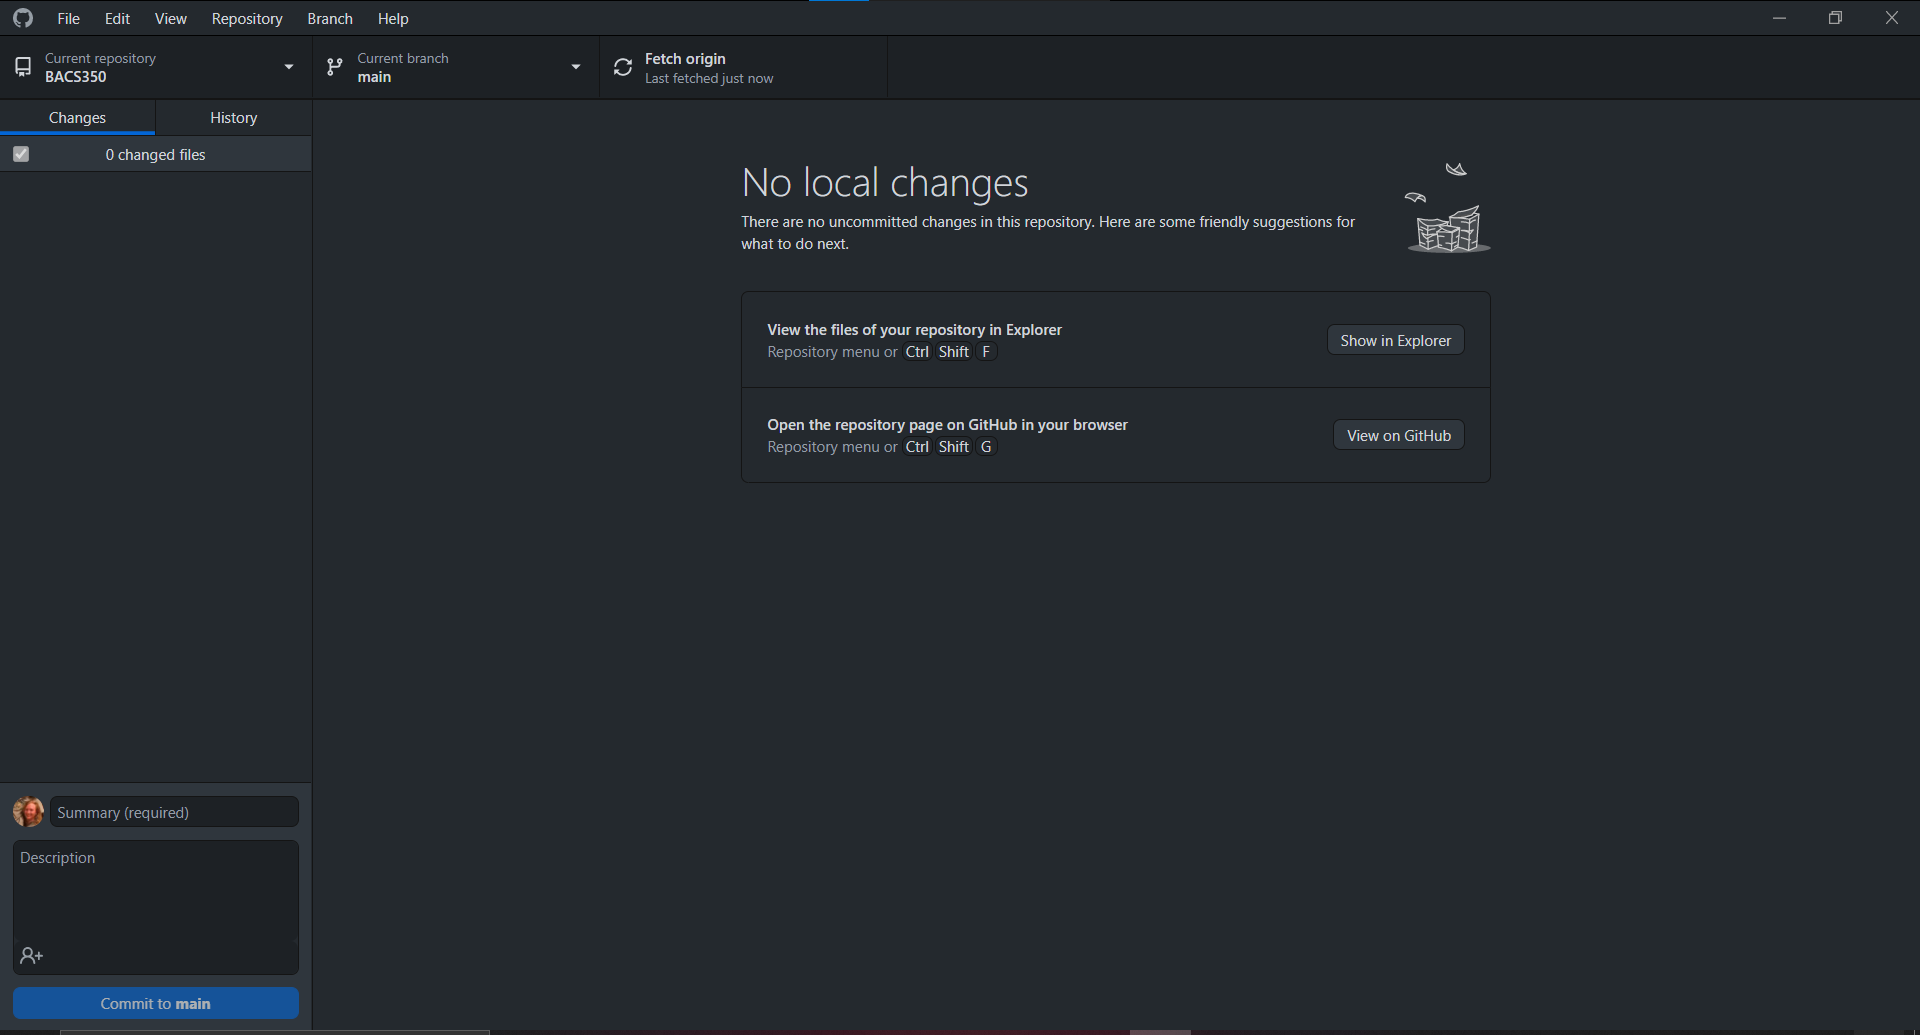 File Edit View Repository Branch Help
Current repository
BACS350
Current branch
main
Fetch origin
Last fetched just now
Changes History
0 changed files
No local changes
There are no uncommitted changes in this repository. Here are some friendly suggestions for
what to do next.
View the files of your repository in Explorer
Repository menu or Ctrl Shift F
Show in Explorer
Open the repository page on GitHub in your browser
Repository menu or Ctrl Shift G
View on GitHub
Summary (required)
Description
Commit to main